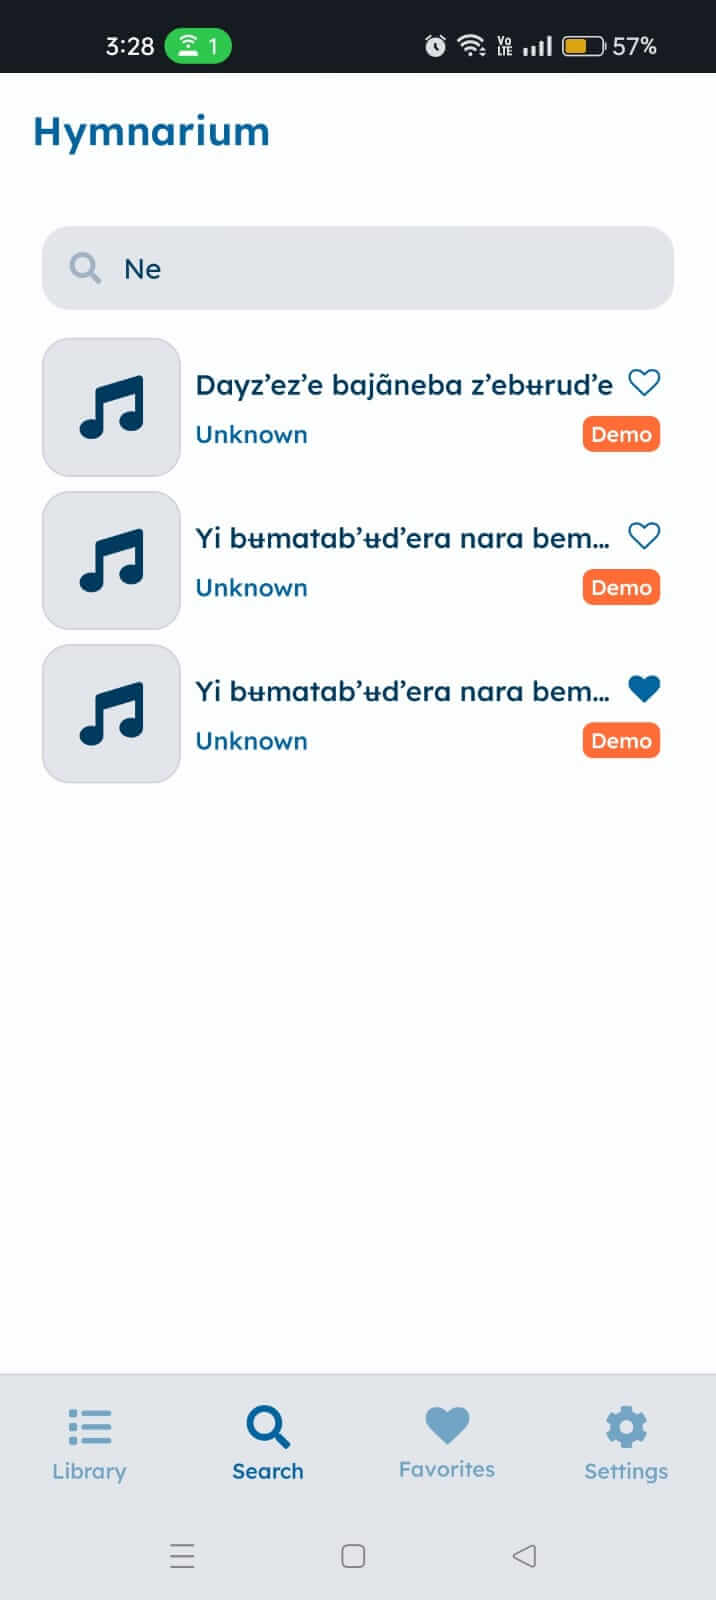 3:28 1 Vo LTE 57%
Hymnarium
Ne
Dayz’ez’e bajãneba z’ebʉrud’e
Unknown Demo
Yi bʉmatab’ʉd’era nara bem...
Unknown Demo
Yi bʉmatab’ʉd’era nara bem...
Unknown Demo
Library Search Favorites Settings